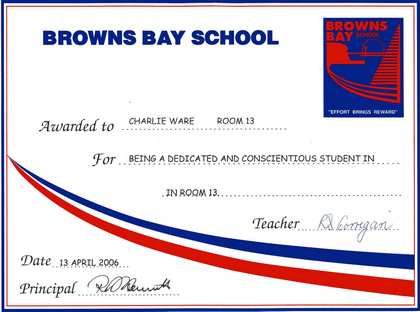 BROWNS BAY SCHOOL
BROWNS
BAY SCHOOL
"EFFORT BRINGS REWARD"
Awarded to CHARLIE WARE ROOM 13
For BEING A DEDICATED AND CONSCIENTIOUS STUDENT IN
IN ROOM 13.
Teacher R Corrigan
Date 13 APRIL 2006
Principal